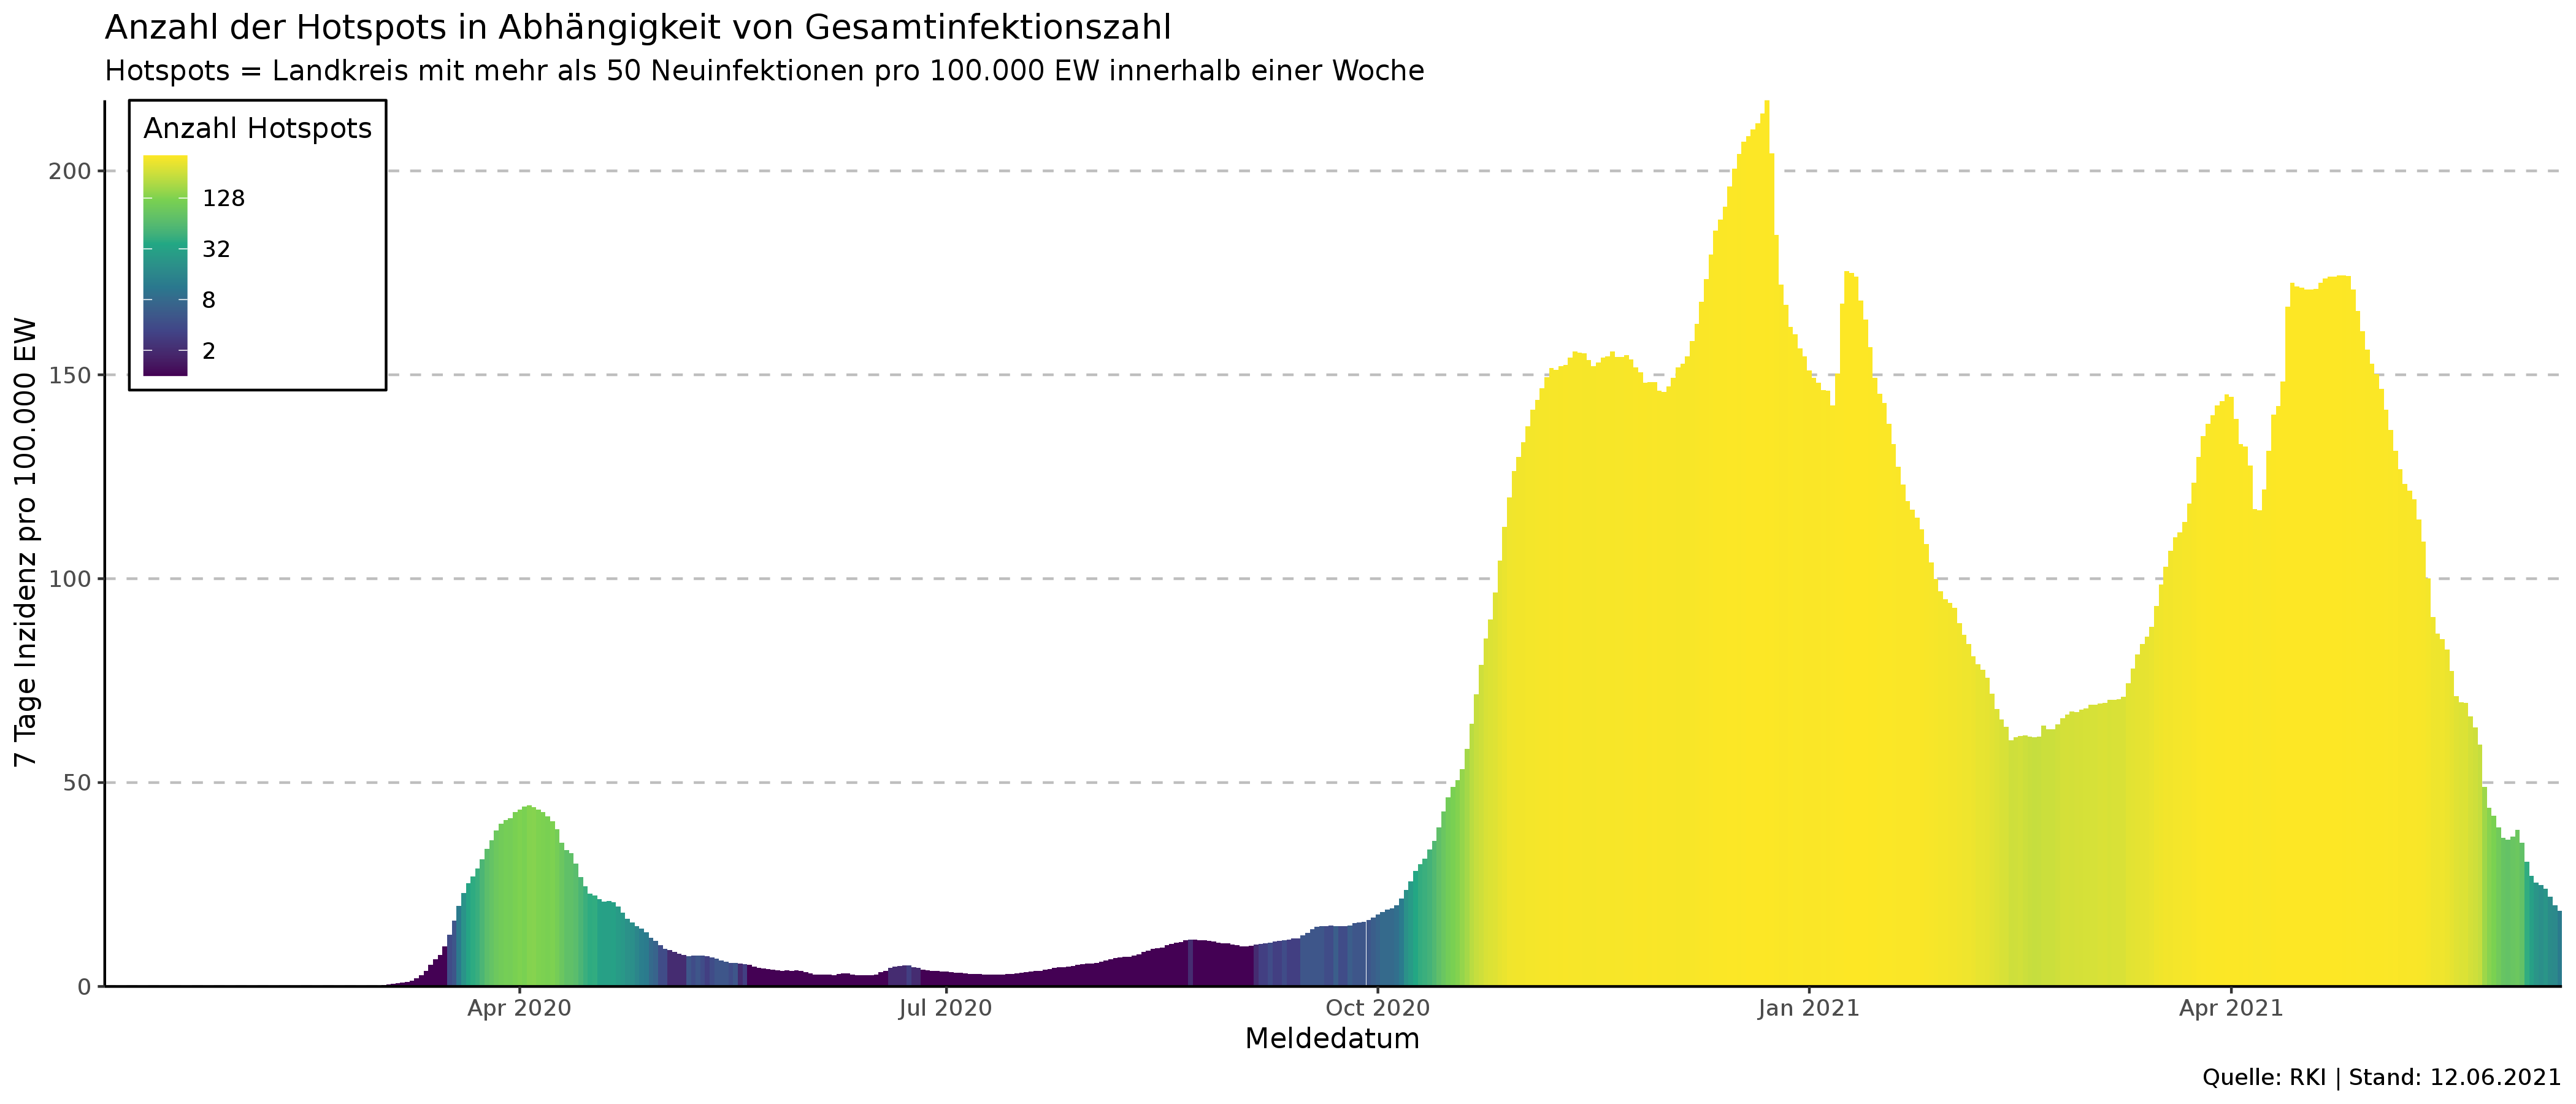 Anzahl der Hotspots in Abhängigkeit von Gesamtinfektionszahl
Hotspots = Landkreis mit mehr als 50 Neuinfektionen pro 100.000 EW innerhalb einer Woche
Anzahl Hotspots
128
32
8
2
7 Tage Inzidenz pro 100.000 EW
200
150
100
50
0
Apr 2020
Jul 2020
Oct 2020
Jan 2021
Apr 2021
Meldedatum
Quelle: RKI | Stand: 12.06.2021